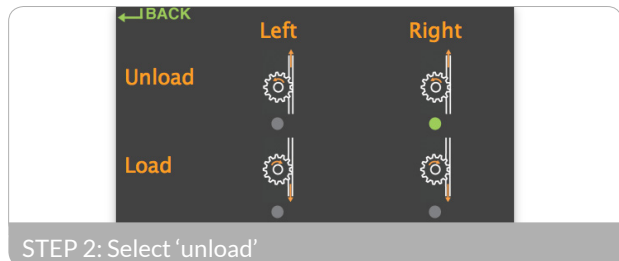 BACK
Left Right
Unload
Load
STEP 2: Select ‘unload’